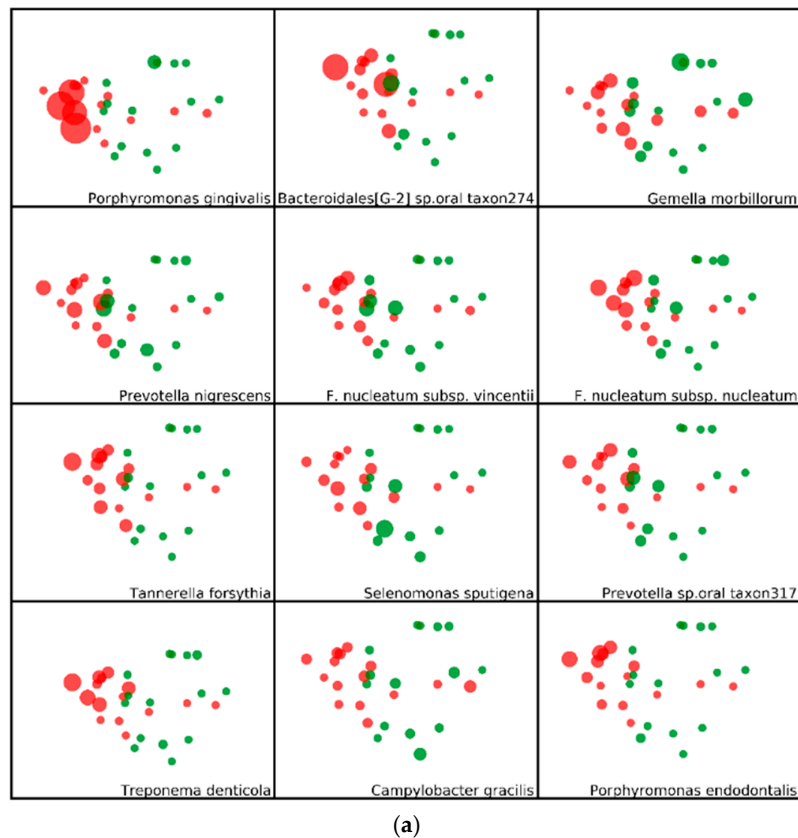 Porphyromonas gingivalis
Bacteroidales[G-2] sp.oral taxon274
Gemella morbillorum
Prevotella nigrescens
F. nucleatum subsp. vincentii
F. nucleatum subsp. nucleatum
Tannerella forsythia
Selenomonas sputigena
Prevotella sp.oral taxon317
Treponema denticola
Campylobacter gracilis
Porphyromonas endodontalis
(a)